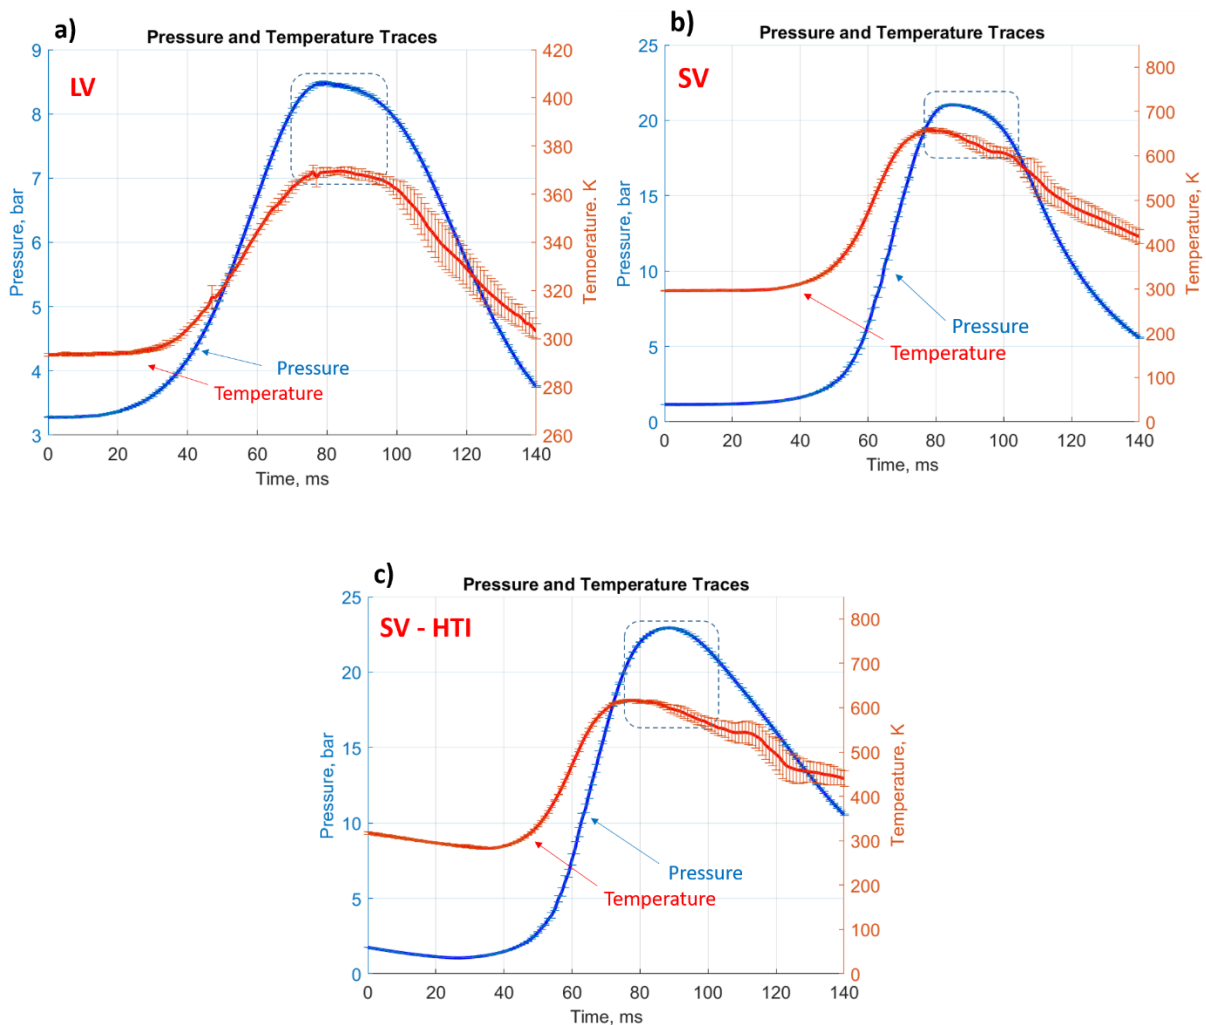 a)
Pressure and Temperature Traces
LV
9
8
7
6
5
4
3
Pressure, bar
420
400
380
360
340
320
300
280
260
Temperature, K
Pressure
Temperature
0 20 40 60 80 100 120 140
Time, ms
b)
Pressure and Temperature Traces
SV
25
20
15
10
5
0
Pressure, bar
800
700
600
500
400
300
200
100
0
Temperature, K
Pressure
Temperature
0 20 40 60 80 100 120 140
Time, ms
c)
Pressure and Temperature Traces
SV - HTI
25
20
15
10
5
0
Pressure, bar
800
700
600
500
400
300
200
100
0
Temperature, K
Pressure
Temperature
0 20 40 60 80 100 120 140
Time, ms